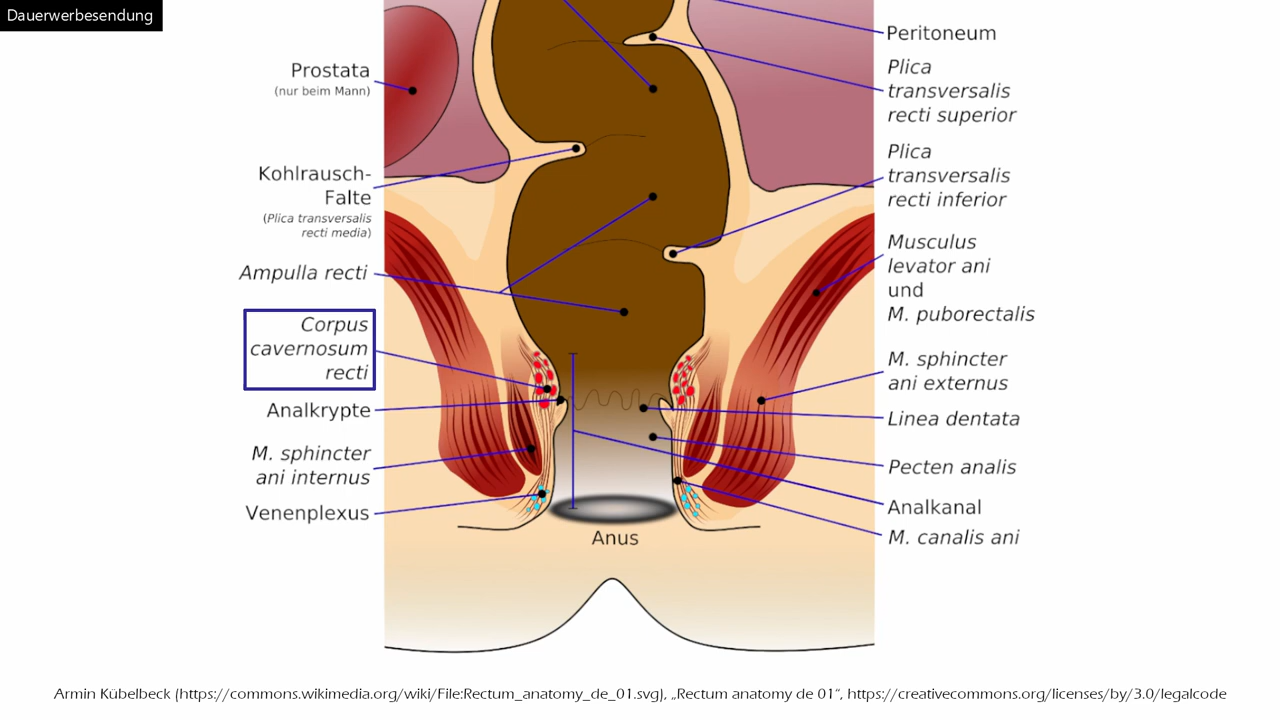 Dauerwerbesendung
Prostata
(nur beim Mann)
Kohlrausch-
Falte
(Plica transversalis
recti media)
Ampulla recti
Corpus
cavernosum
recti
Analkrypte
M. sphincter
ani internus
Venenplexus
Anus
Peritoneum
Plica
transversalis
recti superior
Plica
transversalis
recti inferior
Musculus
levator ani
und
M. puborectalis
M. sphincter
ani externus
Linea dentata
Pecten analis
Analkanal
M. canalis ani
Armin Kübelbeck (https://commons.wikimedia.org/wiki/File:Rectum_anatomy_de_01.svg), „Rectum anatomy de 01“, https://creativecommons.org/licenses/by/3.0/legalcode